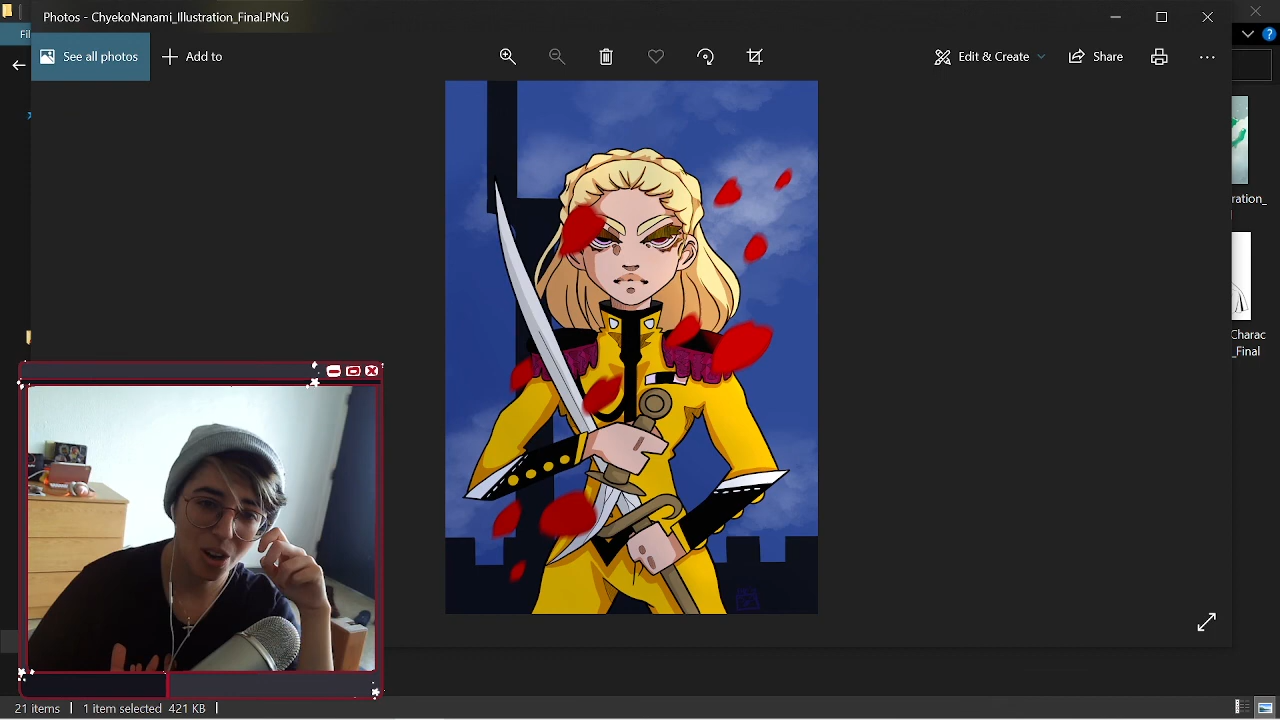 Photos - ChyekoNanami_Illustration_Final.PNG
Fil
?
See all photos
Add to
Edit & Create
Share
ration_
Charac
_Final
21 items
1 item selected 421 KB